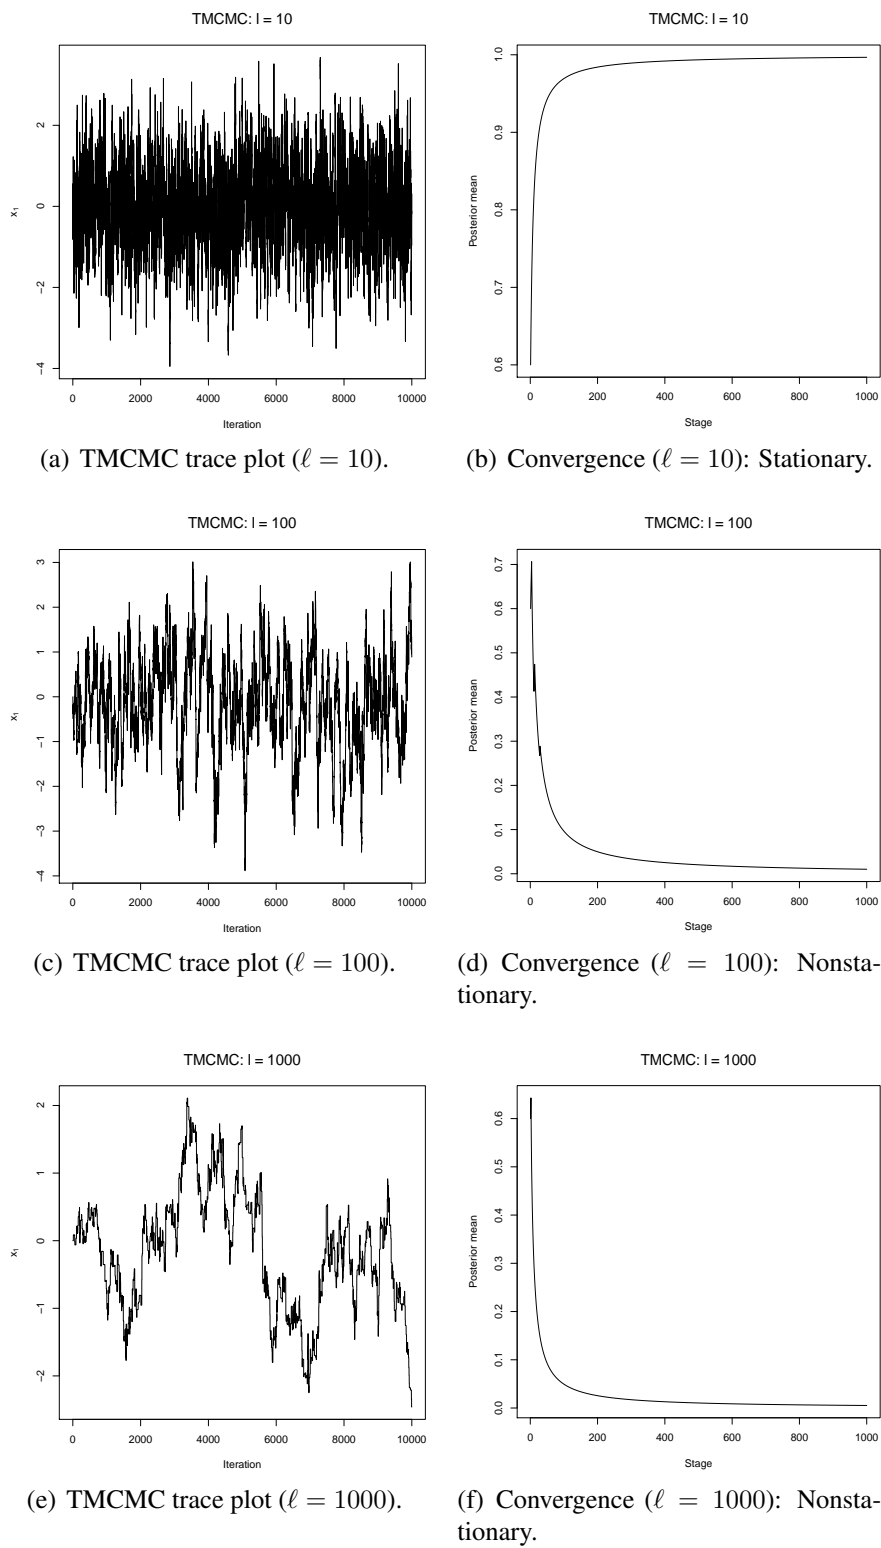 TMCMC: l = 10
x₁
2
0
−2
−4
0 2000 4000 6000 8000 10000
Iteration
(a) TMCMC trace plot (ℓ = 10).
TMCMC: l = 10
Posterior mean
1.0
0.9
0.8
0.7
0.6
0 200 400 600 800 1000
Stage
(b) Convergence (ℓ = 10): Stationary.
TMCMC: l = 100
x₁
3
2
1
0
−1
−2
−3
−4
0 2000 4000 6000 8000 10000
Iteration
(c) TMCMC trace plot (ℓ = 100).
TMCMC: l = 100
Posterior mean
0.7
0.6
0.5
0.4
0.3
0.2
0.1
0.0
0 200 400 600 800 1000
Stage
(d) Convergence (ℓ = 100): Nonsta-
tionary.
TMCMC: l = 1000
x₁
2
1
0
−1
−2
0 2000 4000 6000 8000 10000
Iteration
(e) TMCMC trace plot (ℓ = 1000).
TMCMC: l = 1000
Posterior mean
0.6
0.5
0.4
0.3
0.2
0.1
0.0
0 200 400 600 800 1000
Stage
(f) Convergence (ℓ = 1000): Nonsta-
tionary.